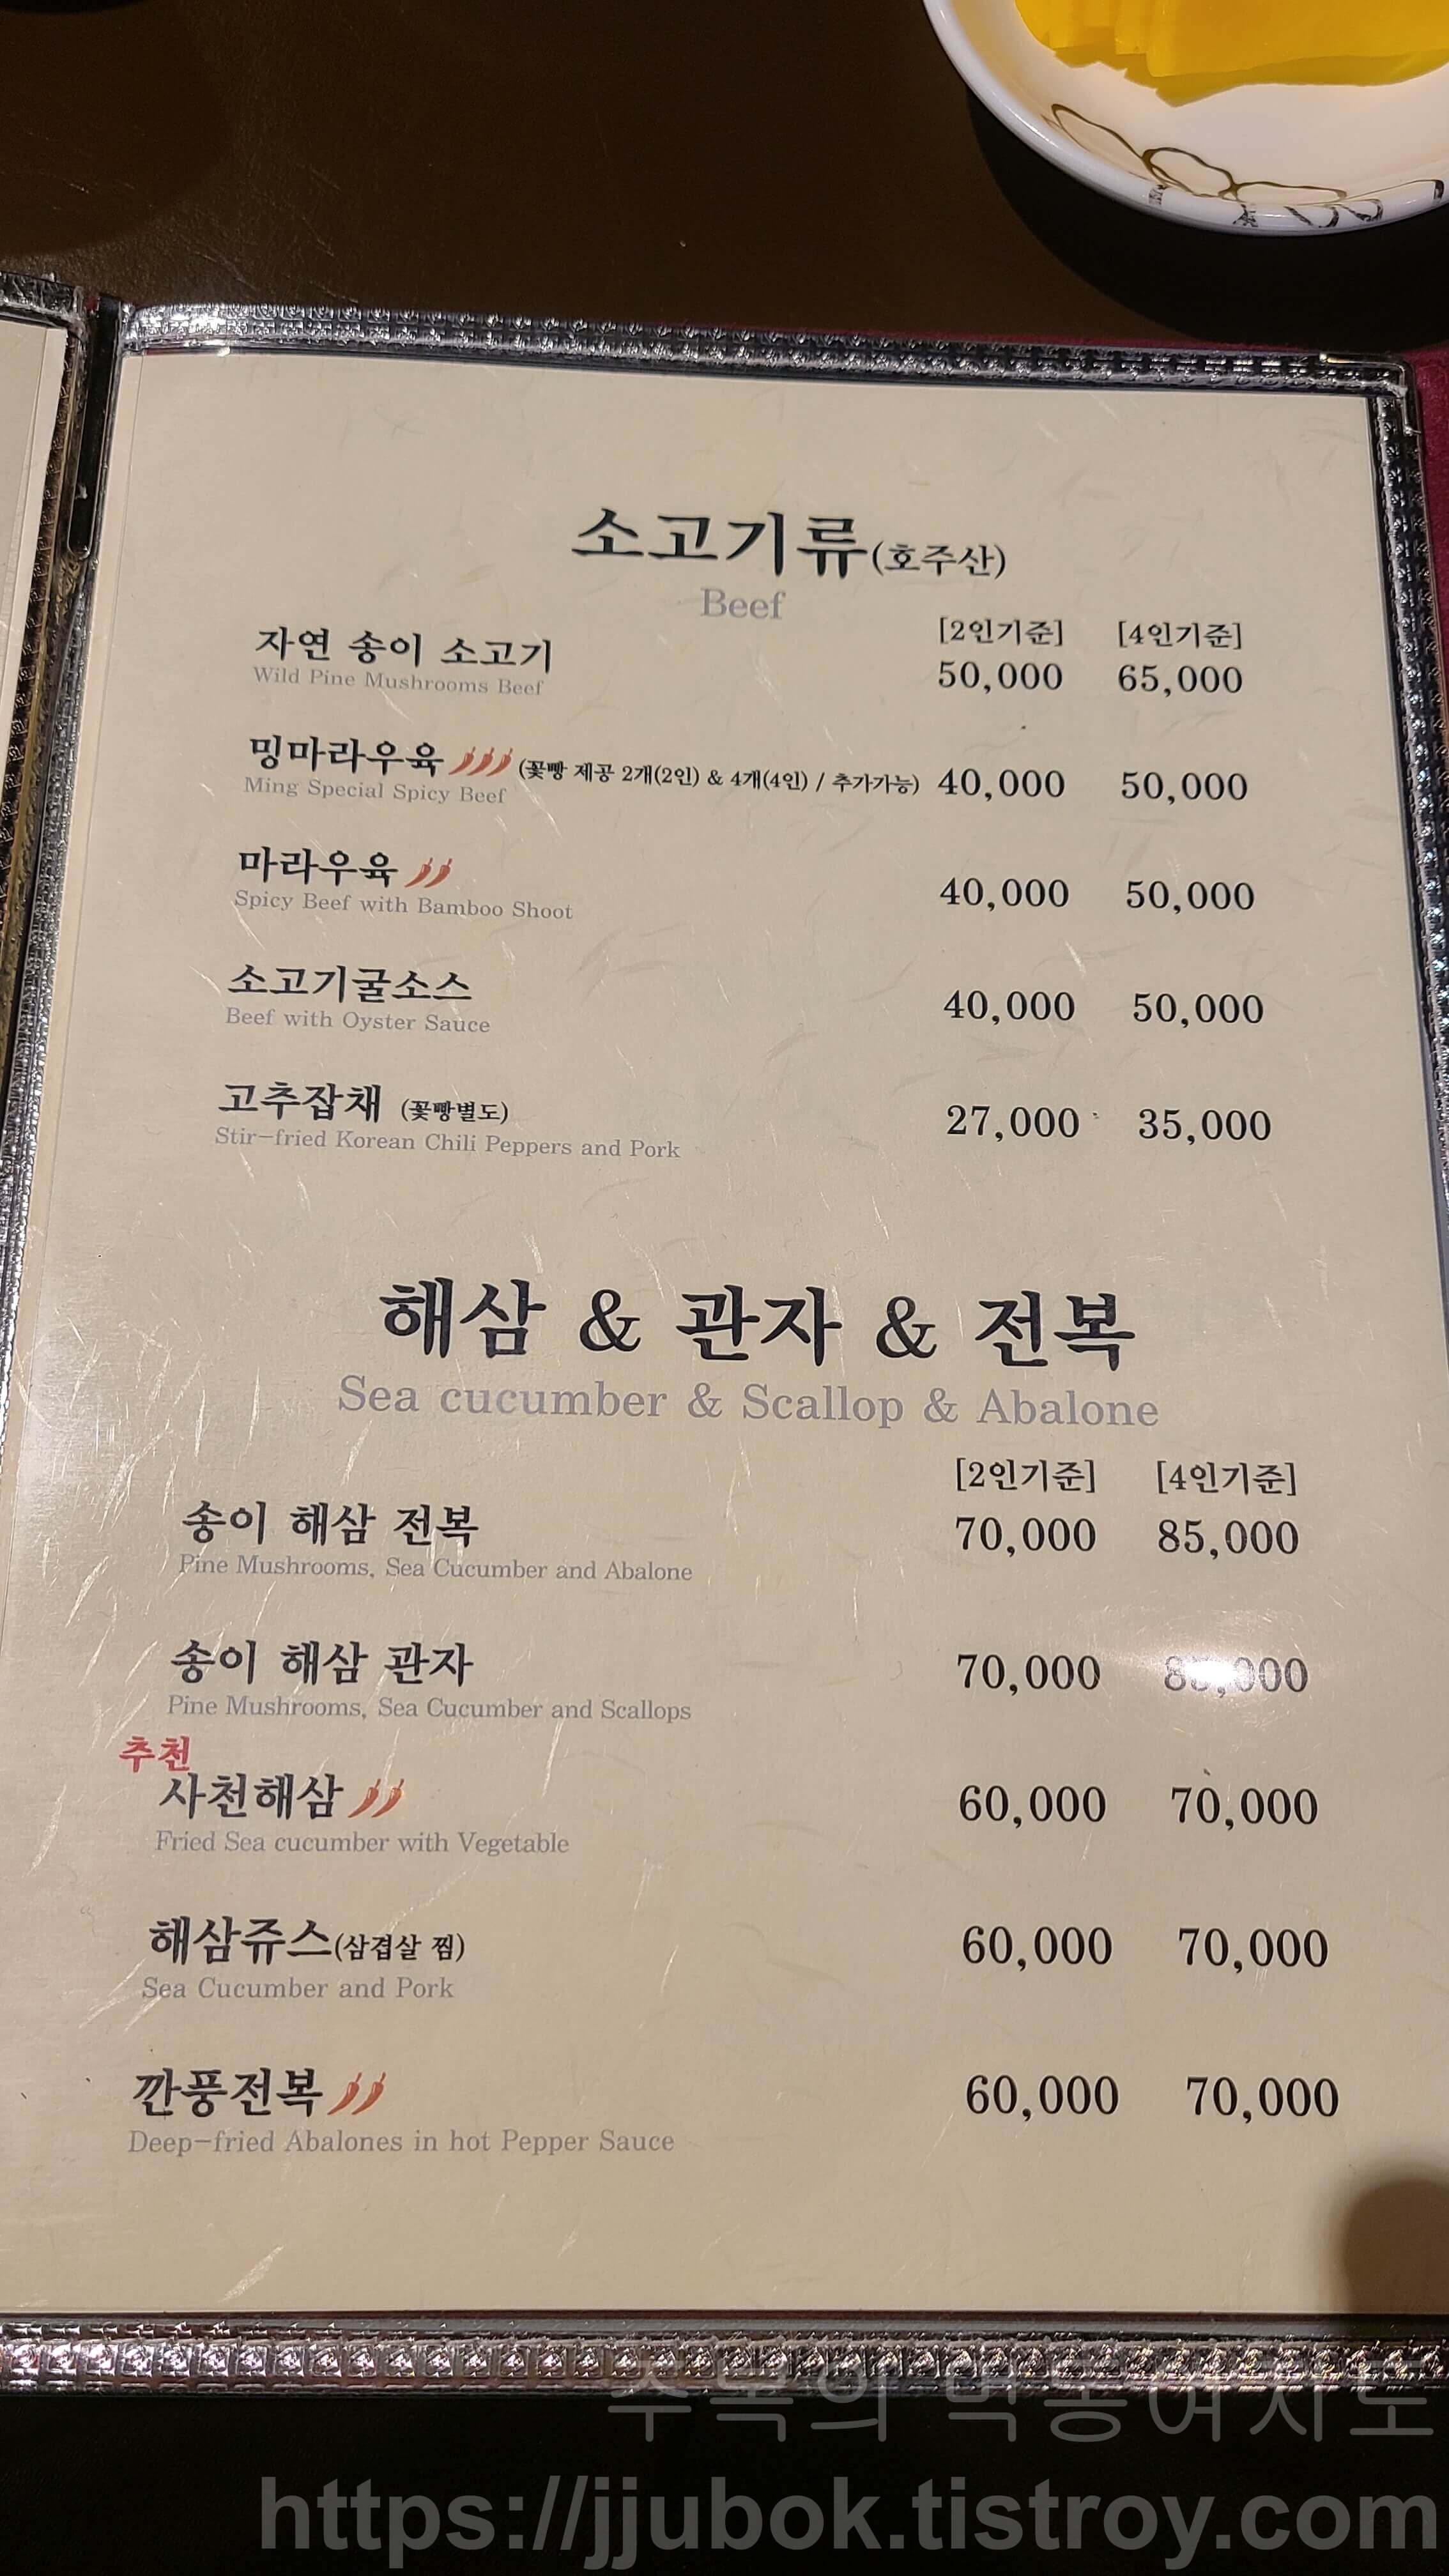 소고기류(호주산)
Beef
[2인기준] [4인기준]
자연 송이 소고기 50,000 65,000
Wild Pine Mushrooms Beef
밍마라우육 (꽃빵 제공 2개(2인) & 4개(4인) / 추가가능) 40,000 50,000
Ming Special Spicy Beef
마라우육 40,000 50,000
Spicy Beef with Bamboo Shoot
소고기굴소스 40,000 50,000
Beef with Oyster Sauce
고추잡채 (꽃빵별도) 27,000 35,000
Stir-fried Korean Chili Peppers and Pork
해삼 & 관자 & 전복
Sea cucumber & Scallop & Abalone
[2인기준] [4인기준]
송이 해삼 전복 70,000 85,000
Pine Mushrooms, Sea Cucumber and Abalone
송이 해삼 관자 70,000
Pine Mushrooms, Sea Cucumber and Scallops
추천
사천해삼 60,000 70,000
Fried Sea cucumber with Vegetable
해삼쥬스(삼겹살 찜) 60,000 70,000
Sea Cucumber and Pork
깐풍전복 60,000 70,000
Deep-fried Abalones in hot Pepper Sauce
https://jjubok.tistroy.com